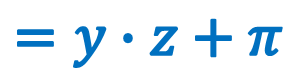 = y · z + π